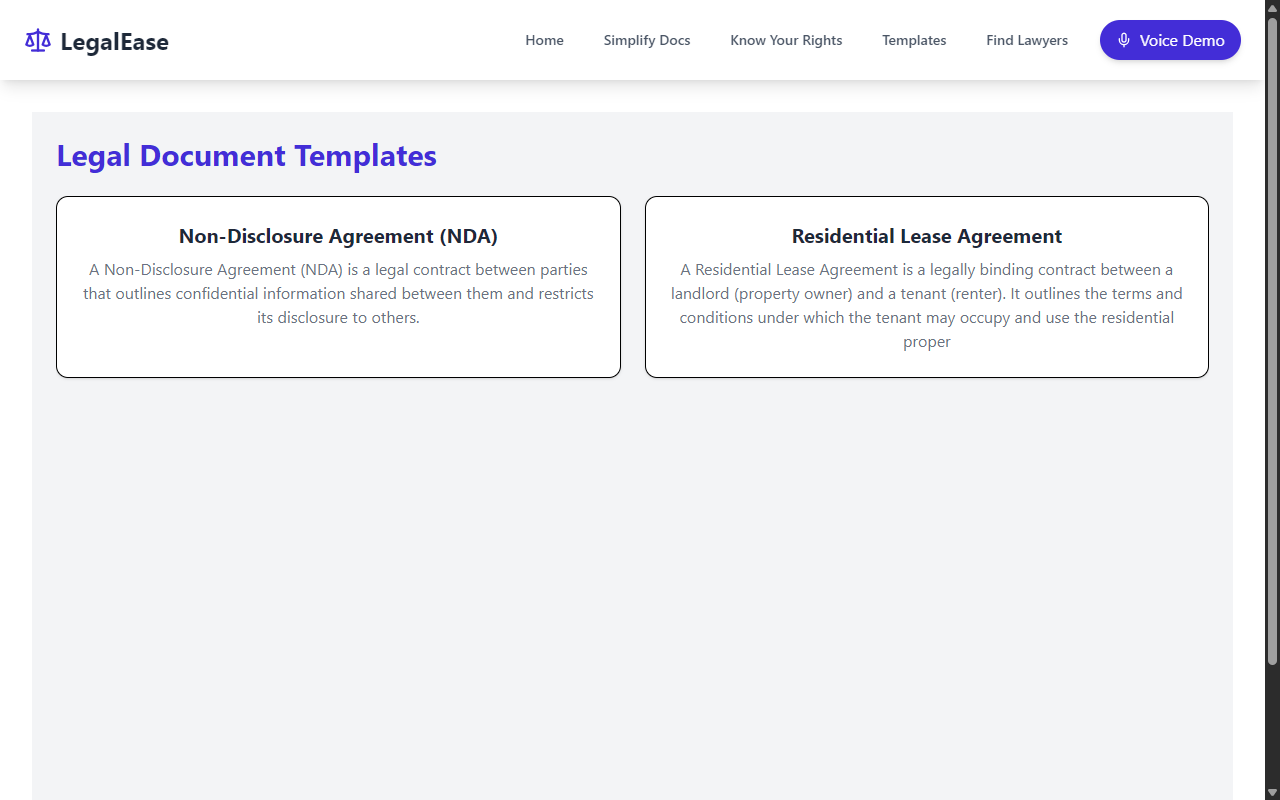 LegalEase
Home
Simplify Docs
Know Your Rights
Templates
Find Lawyers
Voice Demo
Legal Document Templates
Non-Disclosure Agreement (NDA)
A Non-Disclosure Agreement (NDA) is a legal contract between parties
that outlines confidential information shared between them and restricts
its disclosure to others.
Residential Lease Agreement
A Residential Lease Agreement is a legally binding contract between a
landlord (property owner) and a tenant (renter). It outlines the terms and
conditions under which the tenant may occupy and use the residential
proper